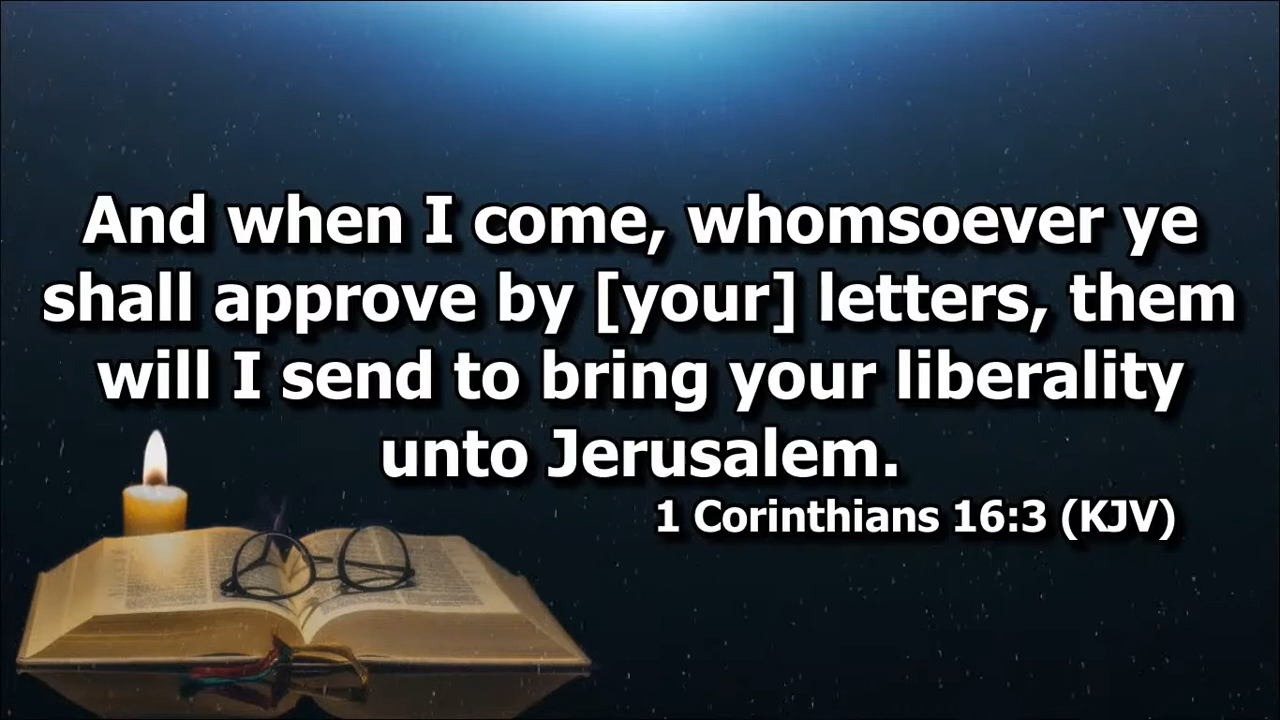 And when I come, whomsoever ye
shall approve by [your] letters, them
will I send to bring your liberality
unto Jerusalem.
1 Corinthians 16:3 (KJV)